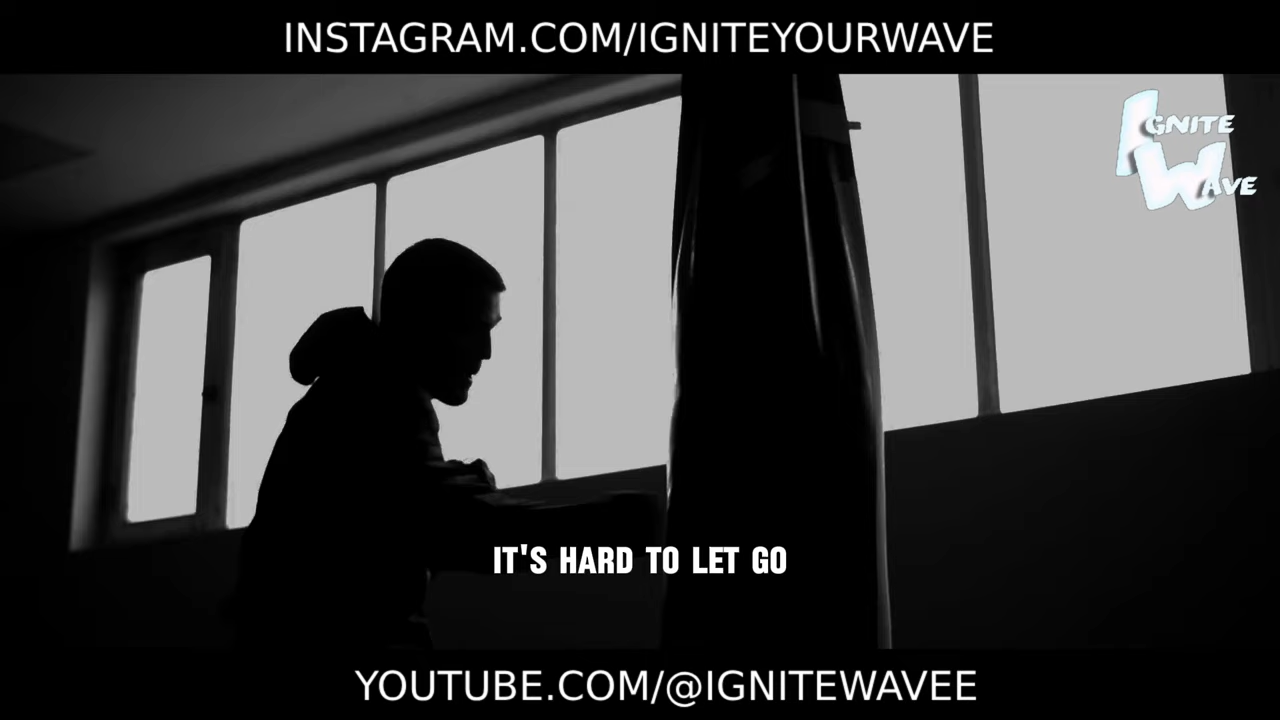 INSTAGRAM.COM/IGNITEYOURWAVE
IGNITE
WAVE
IT'S HARD TO LET GO
YOUTUBE.COM/@IGNITEWAVEE